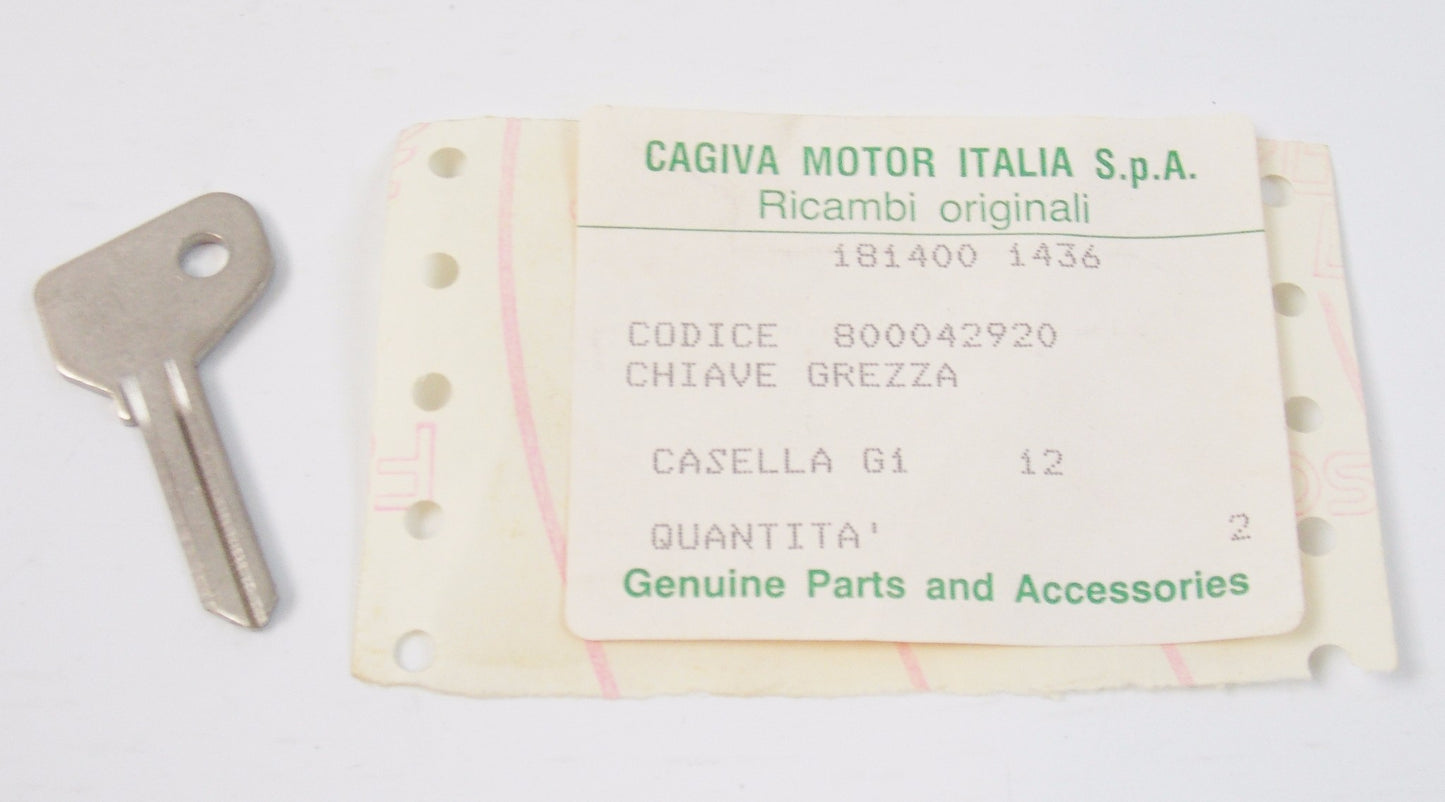 CAGIVA MOTOR ITALIA S.p.A.
Ricambi originali
181400 1436
CODICE 800042920
CHIAVE GREZZA
CASELLA G1 12
QUANTITA' 2
Genuine Parts and Accessories